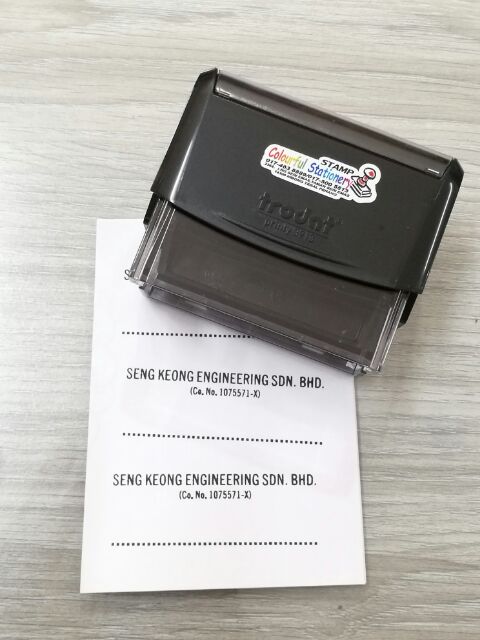 STAMP
Colourful Stationery
trodat
SENG KEONG ENGINEERING SDN. BHD.
(Co. No. 1075571-X)
SENG KEONG ENGINEERING SDN. BHD.
(Co. No. 1075571-X)